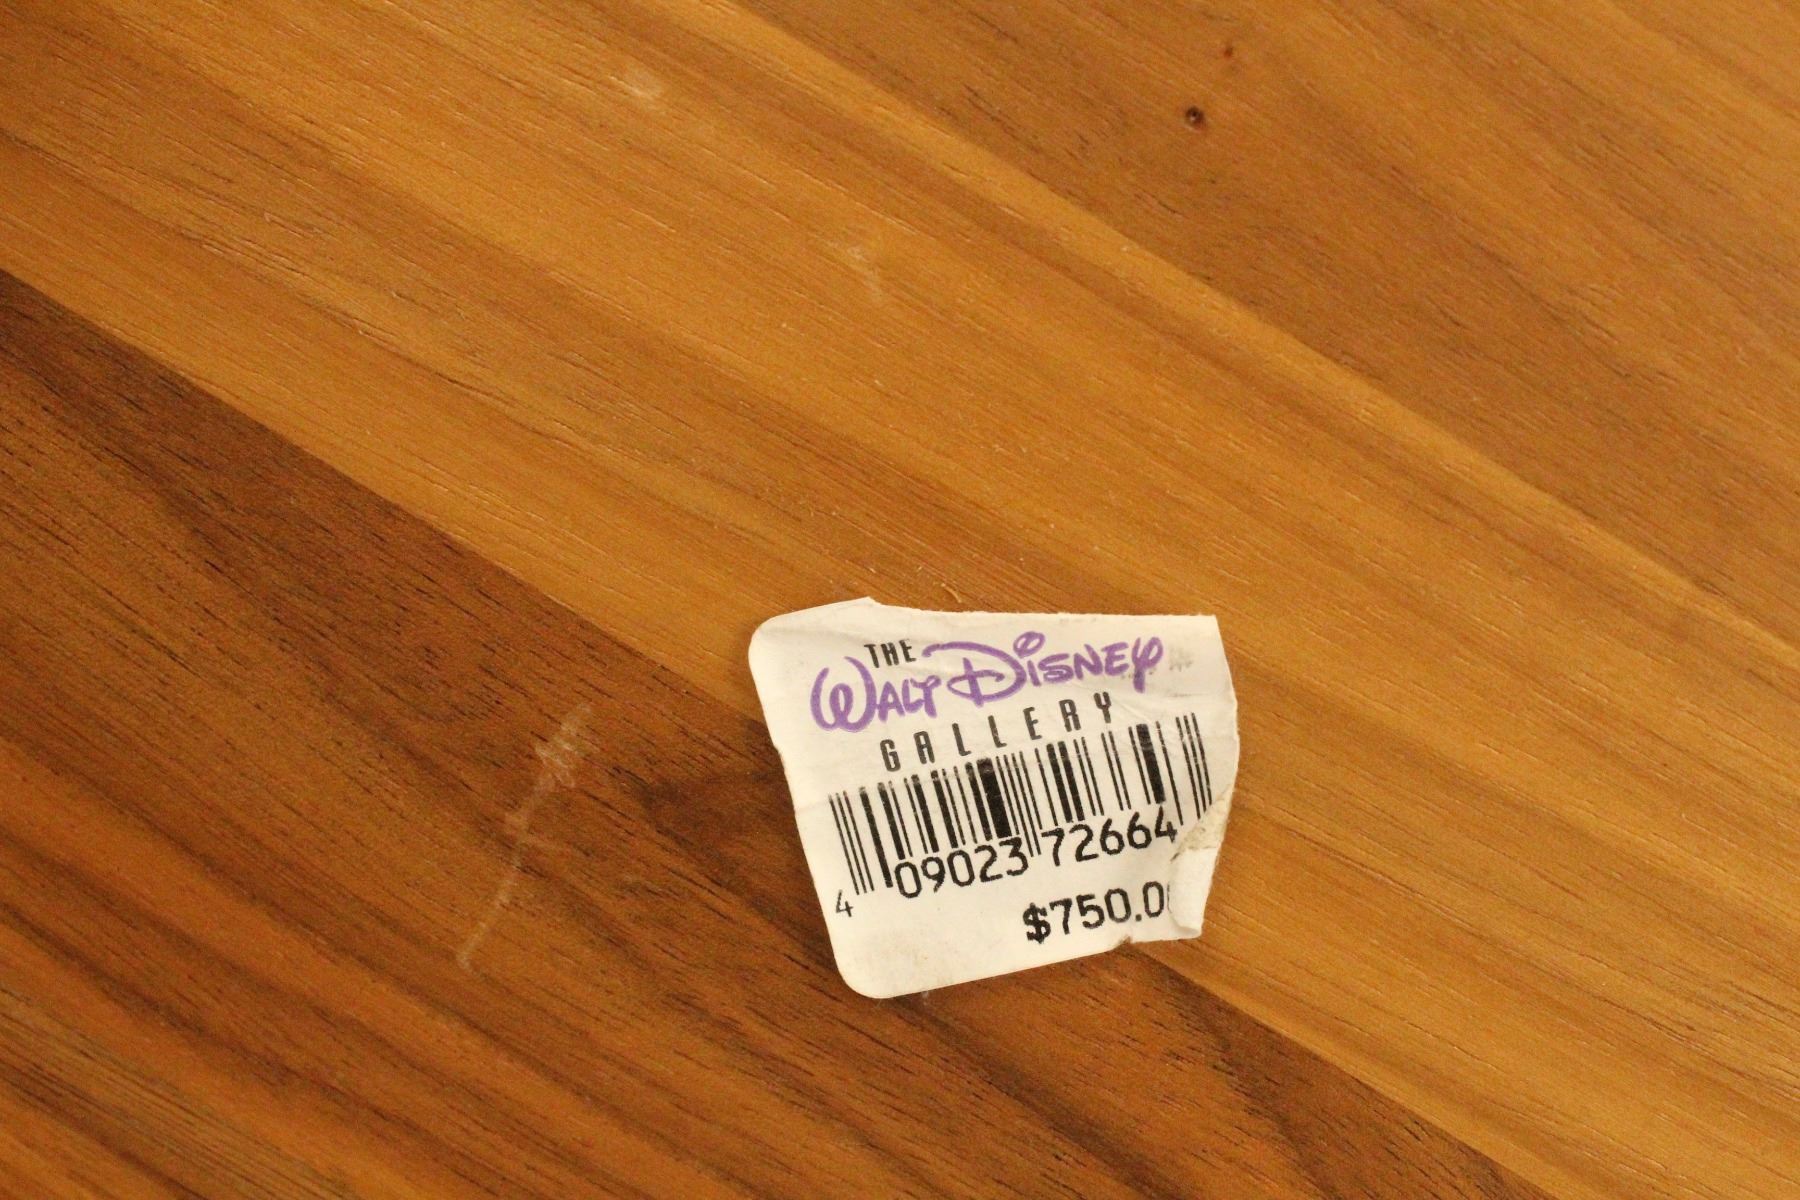 THE
WALT DISNEY
GALLERY
4 09023 72664
$750.0